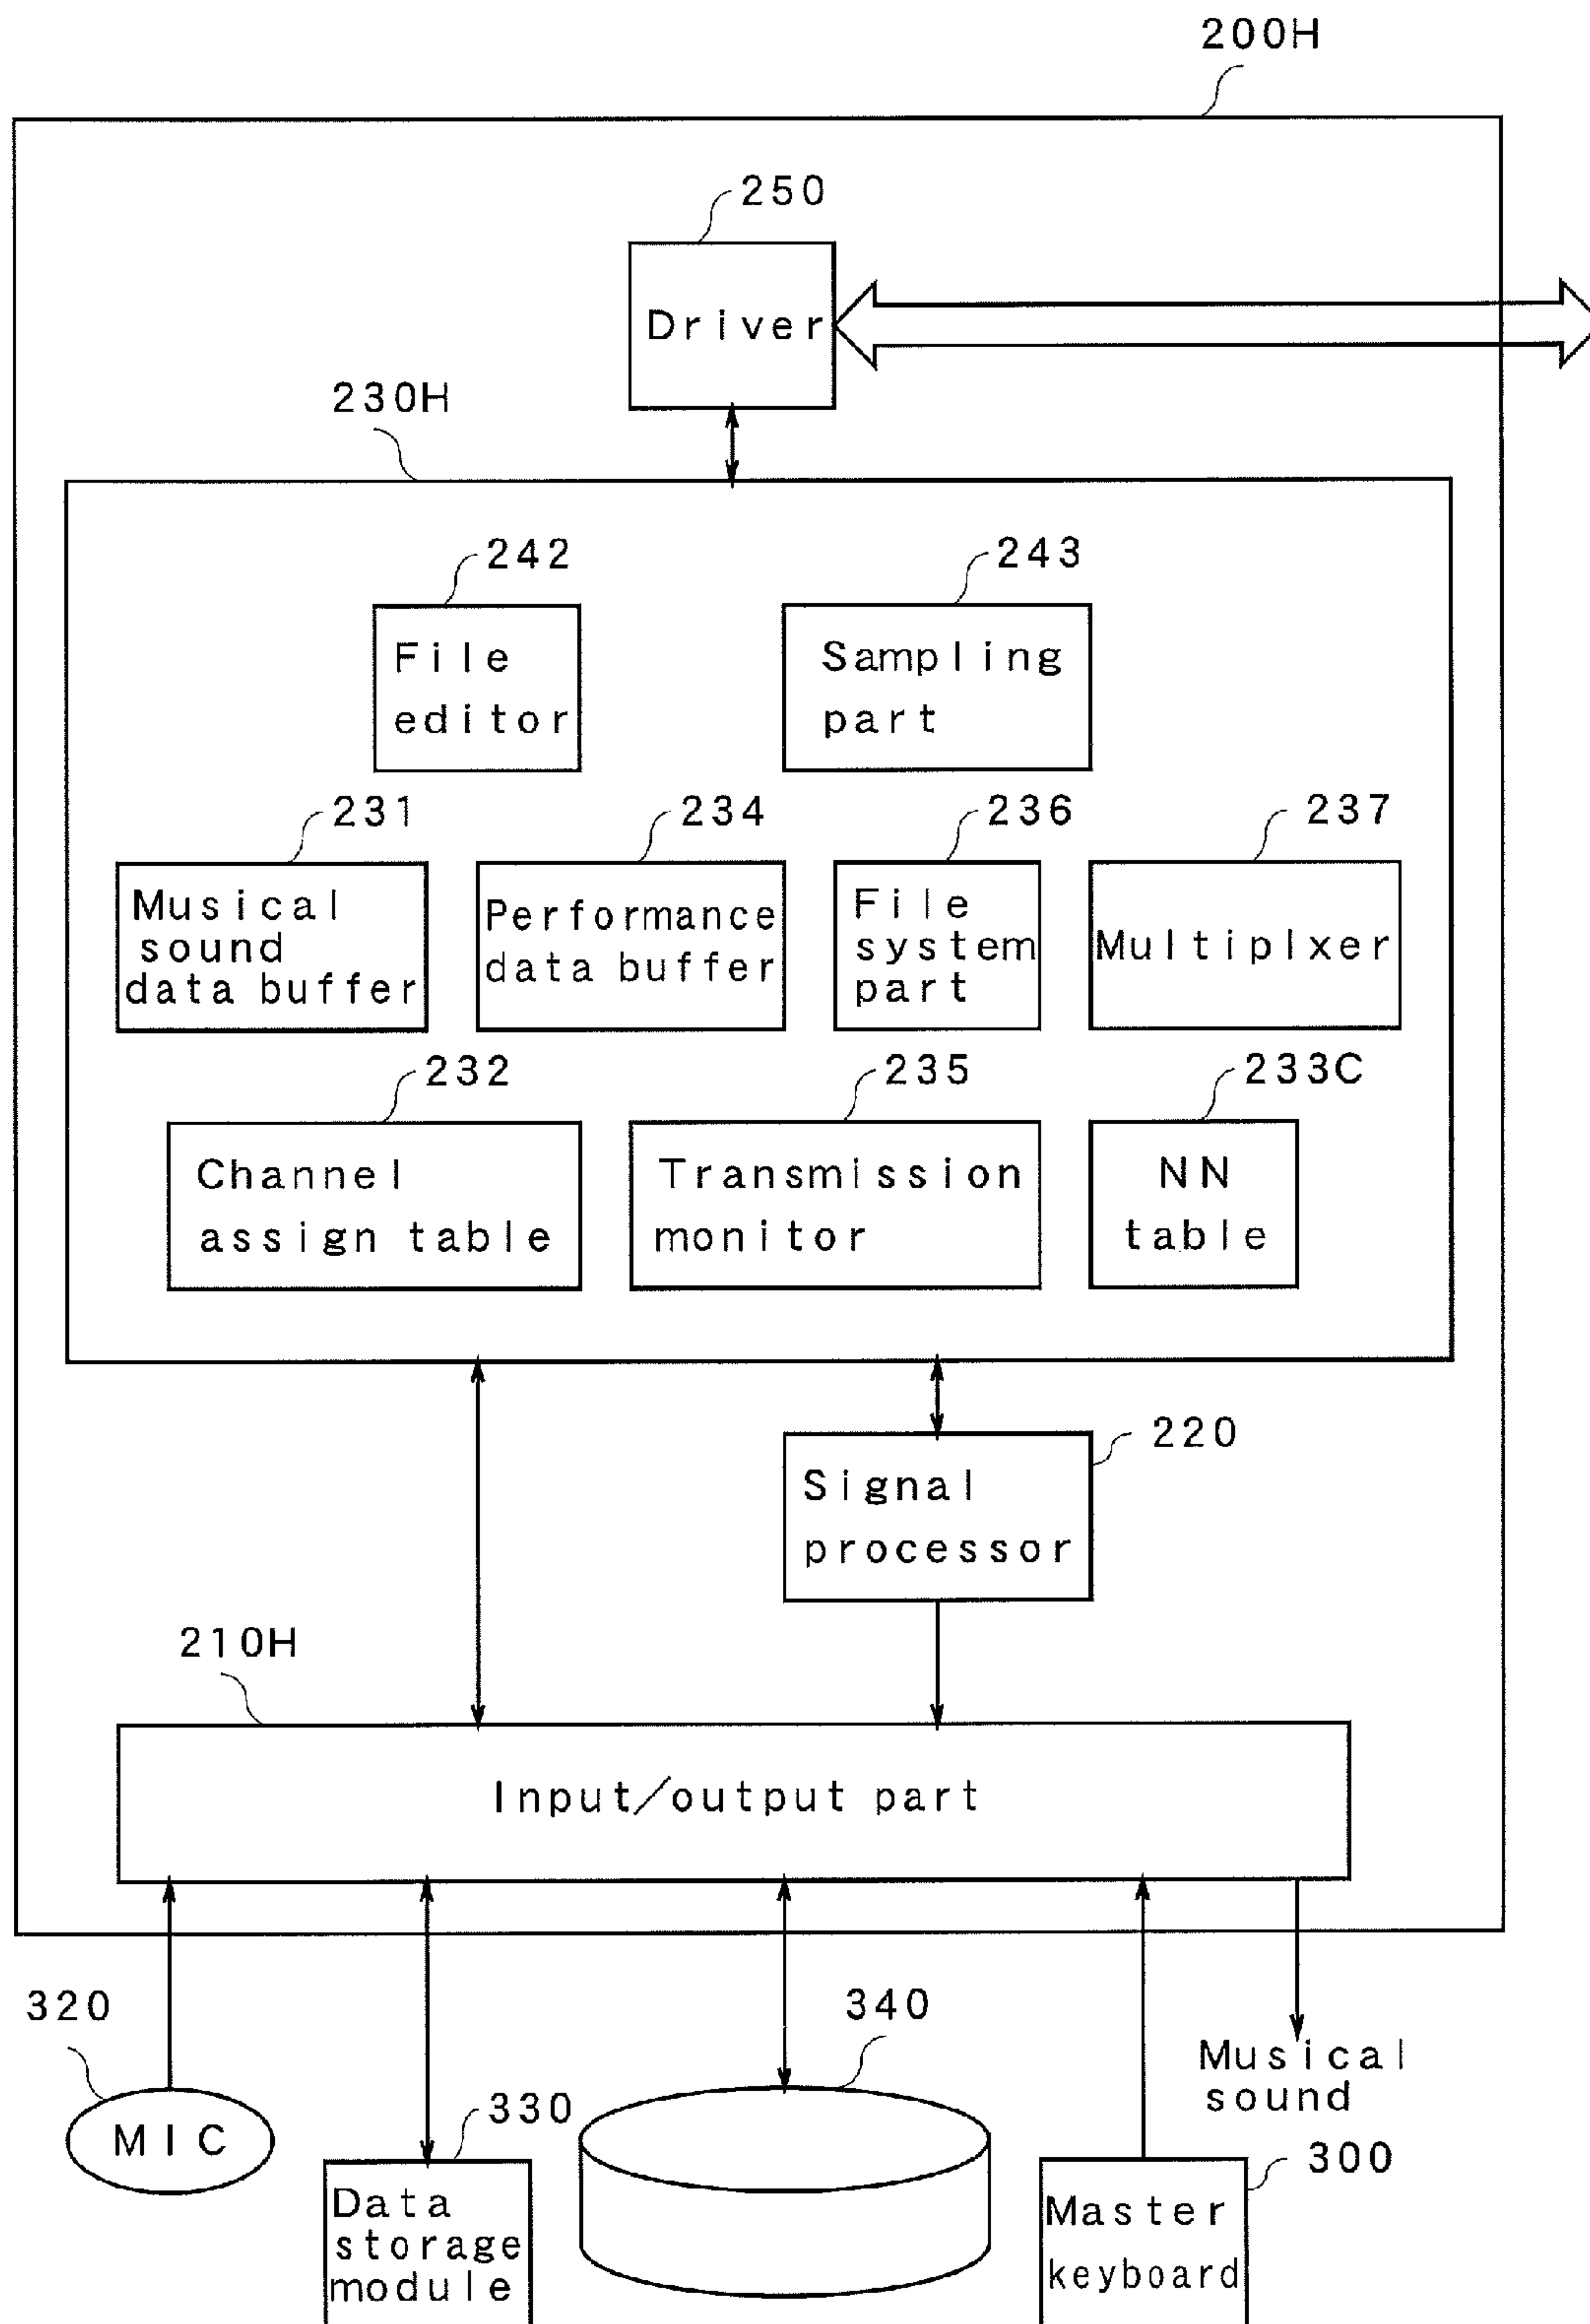 200H
250
Driver
230H
242
243
File
editor
Sampling
part
231
234
236
237
Musical
sound
data buffer
Performance
data buffer
File
system
part
Multiplxer
232
235
233C
Channel
assign table
Transmission
monitor
NN
table
220
Signal
processor
210H
Input/output part
320
340
Musical
sound
MIC
330
300
Data
storage
module
Master
keyboard